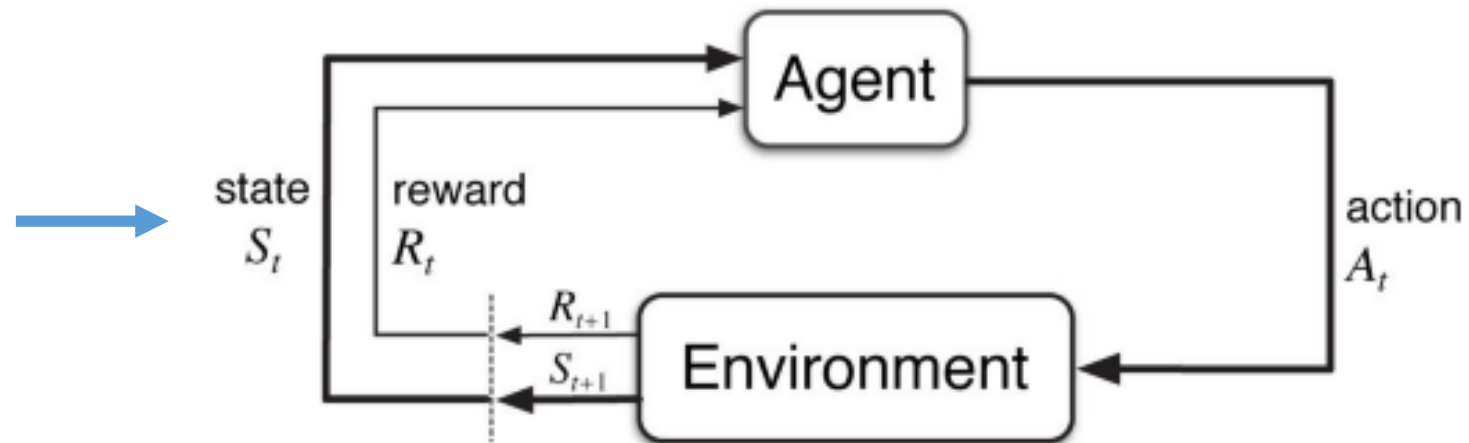 Agent
state
S_t
reward
R_t
action
A_t
R_{t+1}
S_{t+1}
Environment